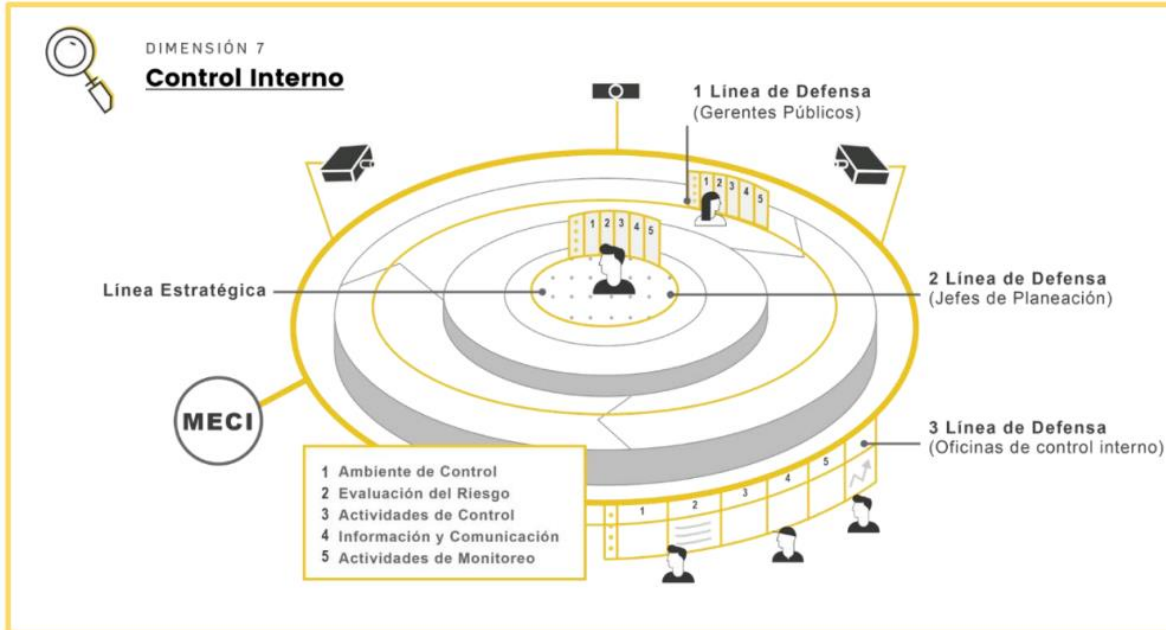 DIMENSIÓN 7
Control Interno
1 Línea de Defensa
(Gerentes Públicos)
1 2 3 4 5
1 2 3 4 5
Línea Estratégica
2 Línea de Defensa
(Jefes de Planeación)
MECI
3 Línea de Defensa
(Oficinas de control interno)
1 Ambiente de Control
2 Evaluación del Riesgo
3 Actividades de Control
4 Información y Comunicación
5 Actividades de Monitoreo
1 2 3 4 5